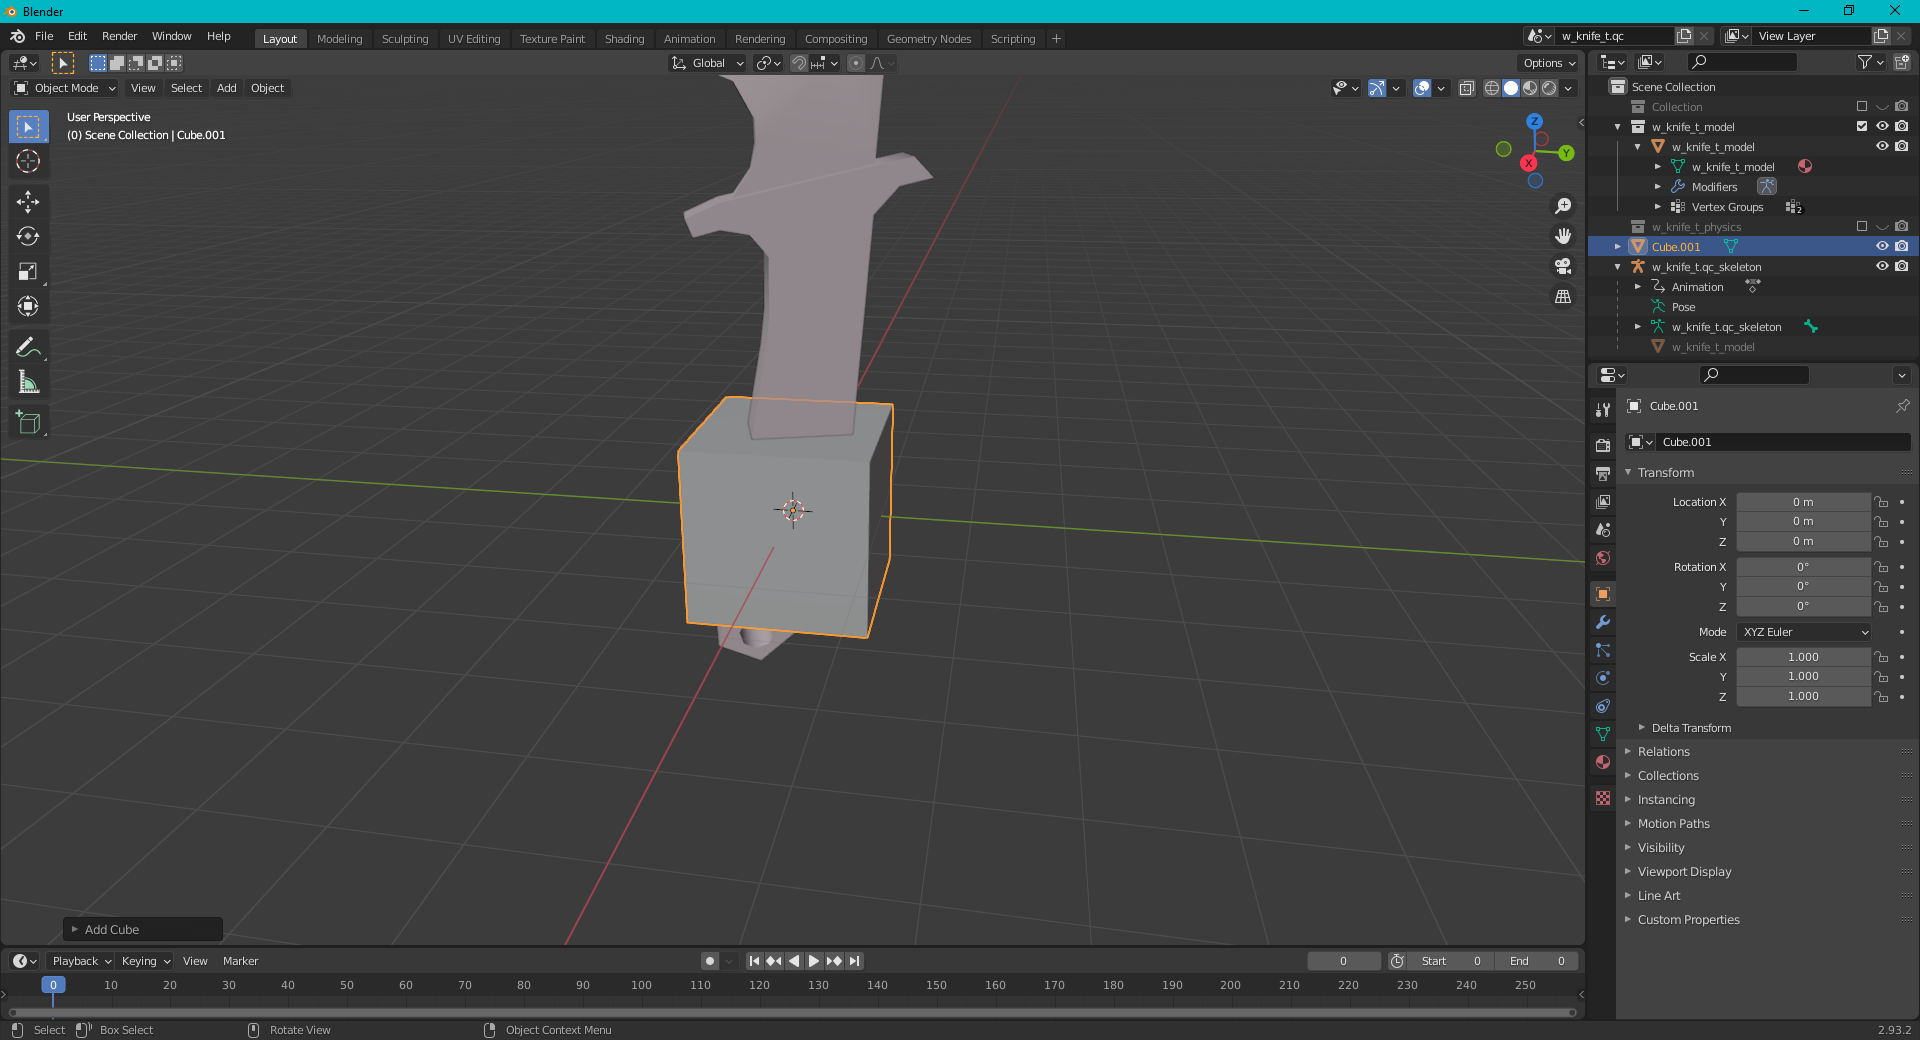 Blender
File Edit Render Window Help Layout Modeling Sculpting UV Editing Texture Paint Shading Animation Rendering Compositing Geometry Nodes Scripting + w_knife_t.qc View Layer
Global Options
Object Mode View Select Add Object
User Perspective
(0) Scene Collection | Cube.001
Z
Y
X
Scene Collection
Collection
w_knife_t_model
w_knife_t_model
w_knife_t_model
Modifiers
Vertex Groups 2
w_knife_t_physics
Cube.001
w_knife_t.qc_skeleton
Animation
Pose
w_knife_t.qc_skeleton
w_knife_t_model
Cube.001
Cube.001
Transform
Location X 0 m
Y 0 m
Z 0 m
Rotation X 0°
Y 0°
Z 0°
Mode XYZ Euler
Scale X 1.000
Y 1.000
Z 1.000
Delta Transform
Relations
Collections
Instancing
Motion Paths
Visibility
Viewport Display
Line Art
Custom Properties
Add Cube
Playback Keying View Marker 0 Start 0 End 0
0 10 20 30 40 50 60 70 80 90 100 110 120 130 140 150 160 170 180 190 200 210 220 230 240 250
Select Box Select Rotate View Object Context Menu 2.93.2